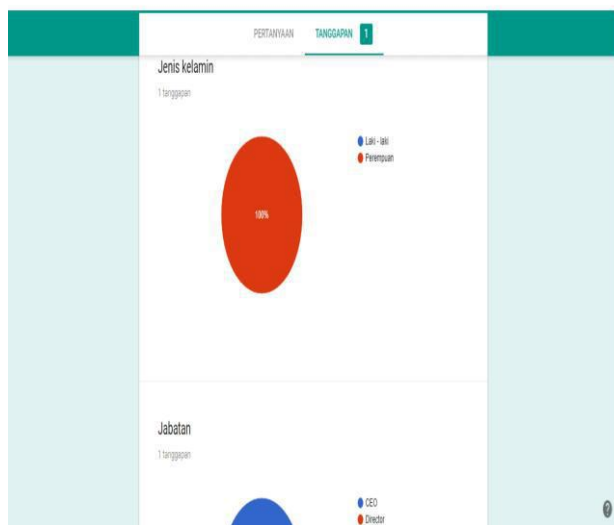 PERTANYAAN TANGGAPAN 1
Jenis kelamin
1 tanggapan
Laki - laki
Perempuan
100%
Jabatan
1 tanggapan
CEO
Director
?